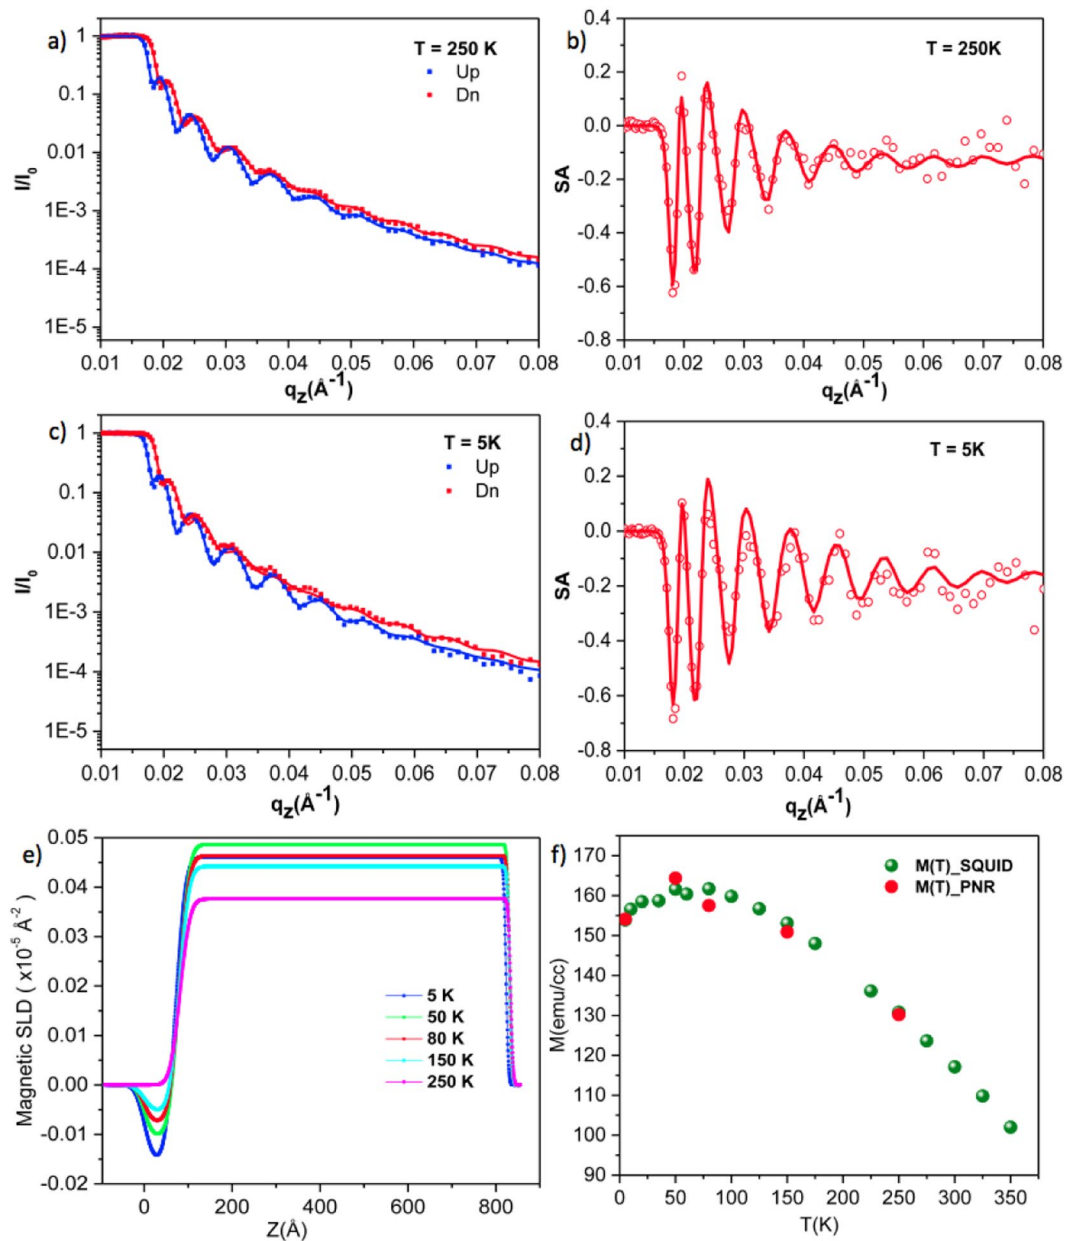 a)
T = 250 K
Up
Dn
1
0.1
0.01
1E-3
1E-4
1E-5
I/I0
0.01 0.02 0.03 0.04 0.05 0.06 0.07 0.08
qz(Å-1)
b)
T = 250K
0.4
0.2
0.0
-0.2
-0.4
-0.6
-0.8
SA
0.01 0.02 0.03 0.04 0.05 0.06 0.07 0.08
qz(Å-1)
c)
T = 5K
Up
Dn
1
0.1
0.01
1E-3
1E-4
1E-5
I/I0
0.01 0.02 0.03 0.04 0.05 0.06 0.07 0.08
qz(Å-1)
d)
T = 5K
0.4
0.2
0.0
-0.2
-0.4
-0.6
-0.8
SA
0.01 0.02 0.03 0.04 0.05 0.06 0.07 0.08
qz(Å-1)
e)
0.05
0.04
0.03
0.02
0.01
0.00
-0.01
-0.02
Magnetic SLD ( x10-5 Å-2)
5 K
50 K
80 K
150 K
250 K
0 200 400 600 800
Z(Å)
f)
M(T)_SQUID
M(T)_PNR
170
160
150
140
130
120
110
100
90
M(emu/cc)
0 50 100 150 200 250 300 350
T(K)